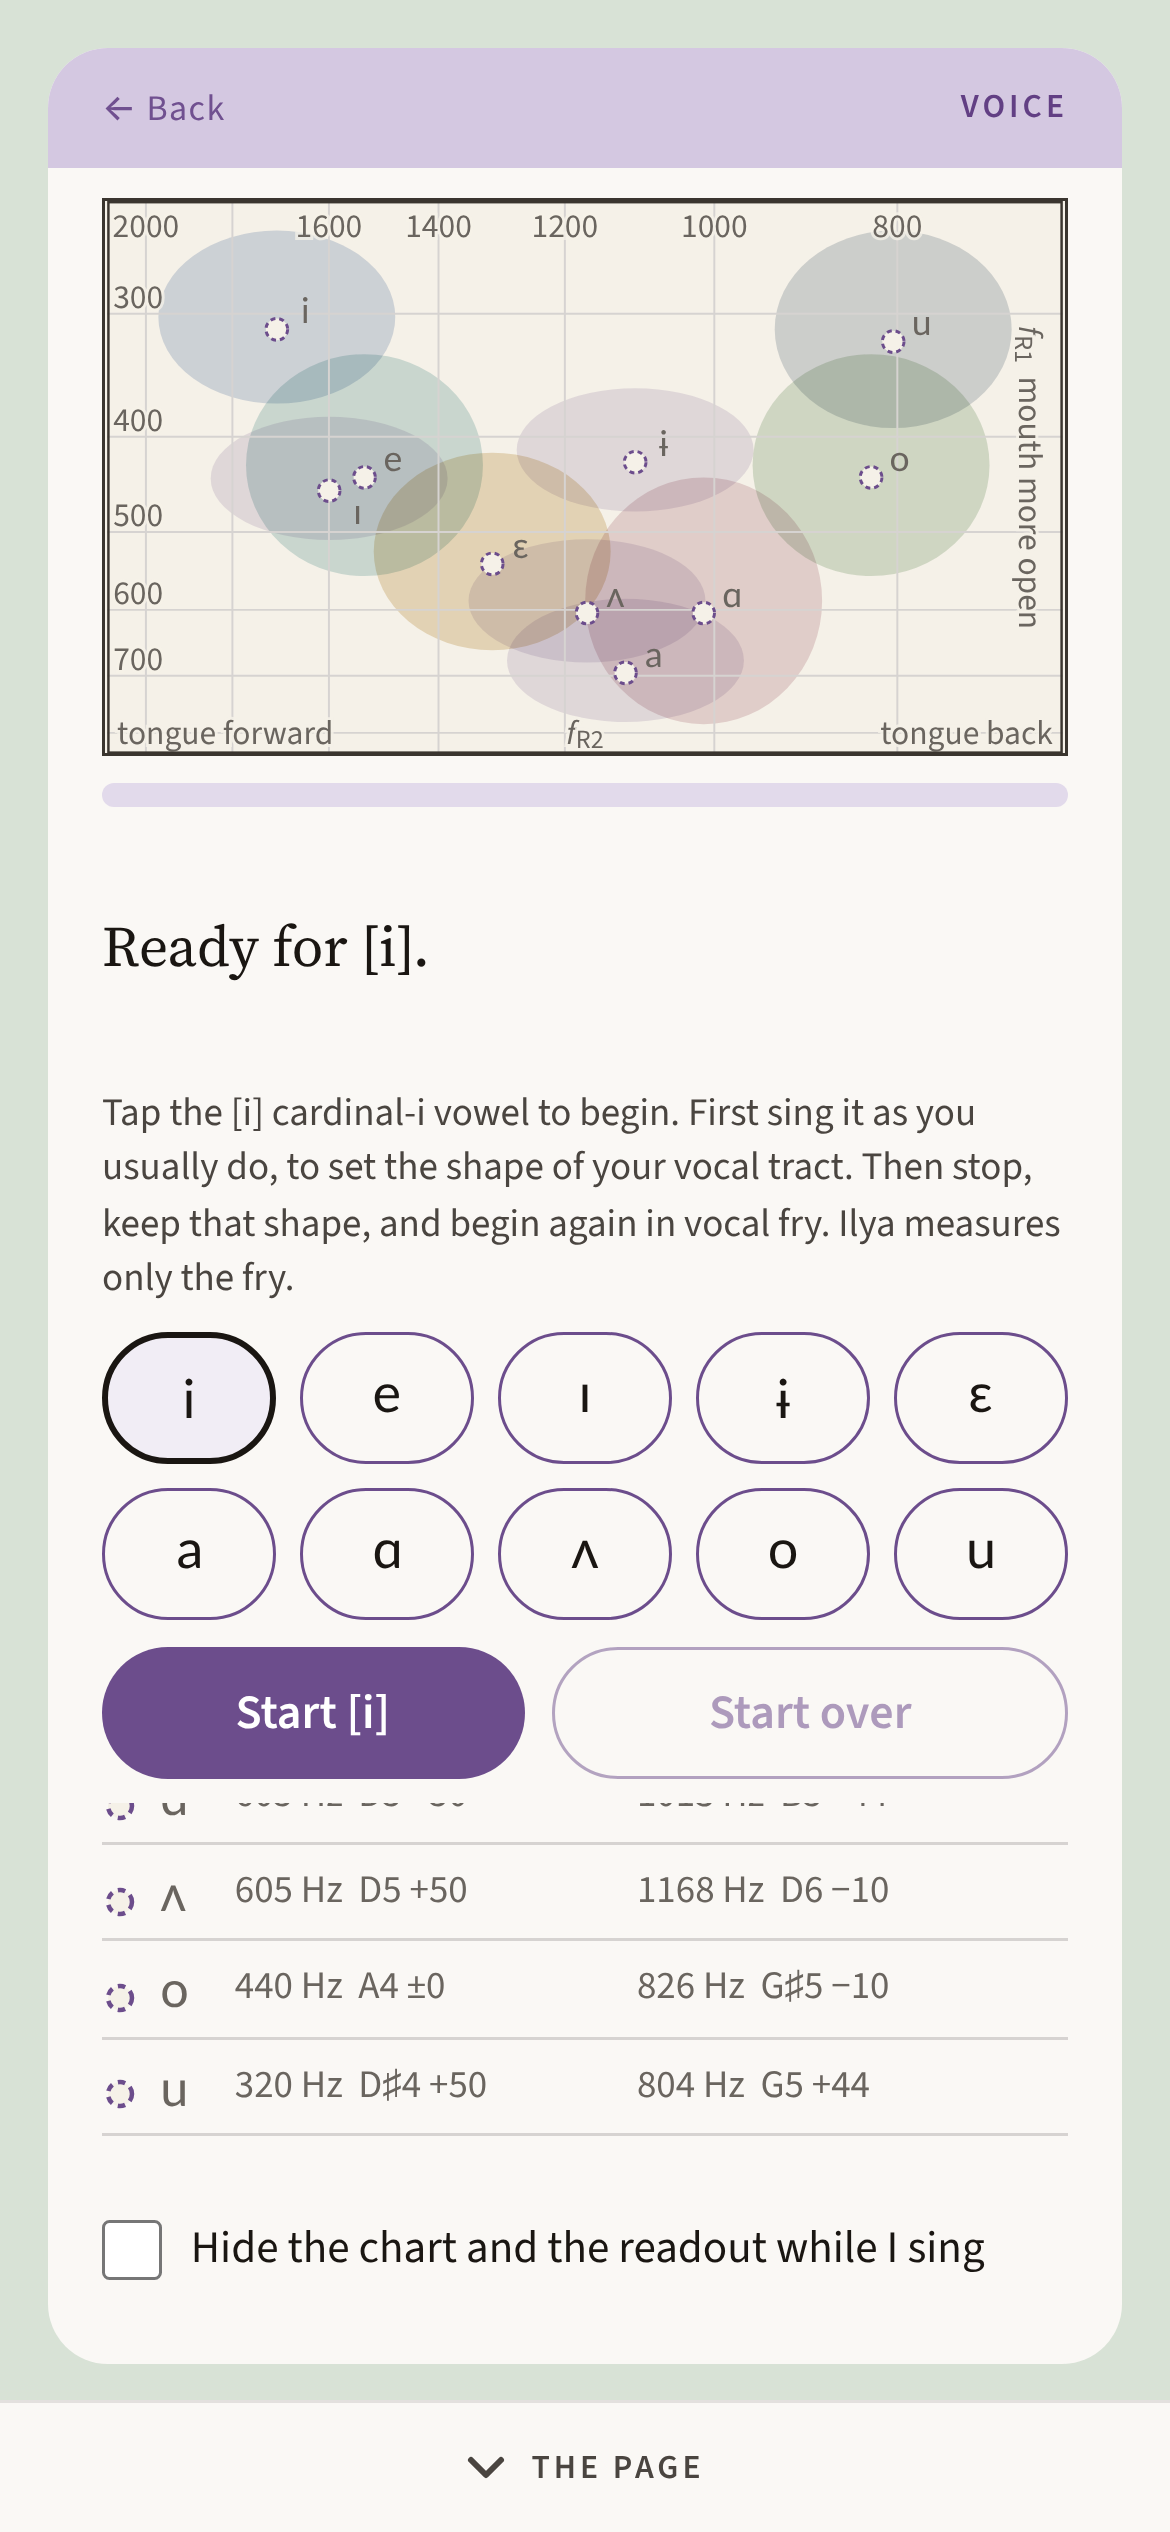 ← Back
VOICE
2000 1600 1400 1200 1000 800
300
400
500
600
700
i
u
e
ı
ɨ
o
ɛ
ʌ
ɑ
a
fR1 mouth more open
tongue forward fR2 tongue back
Ready for [i].
Tap the [i] cardinal-i vowel to begin. First sing it as you
usually do, to set the shape of your vocal tract. Then stop,
keep that shape, and begin again in vocal fry. Ilya measures
only the fry.
i e ı ɨ ɛ
a ɑ ʌ o u
Start [i] Start over
ʌ 605 Hz D5 +50 1168 Hz D6 −10
o 440 Hz A4 ±0 826 Hz G♯5 −10
u 320 Hz D♯4 +50 804 Hz G5 +44
Hide the chart and the readout while I sing
THE PAGE